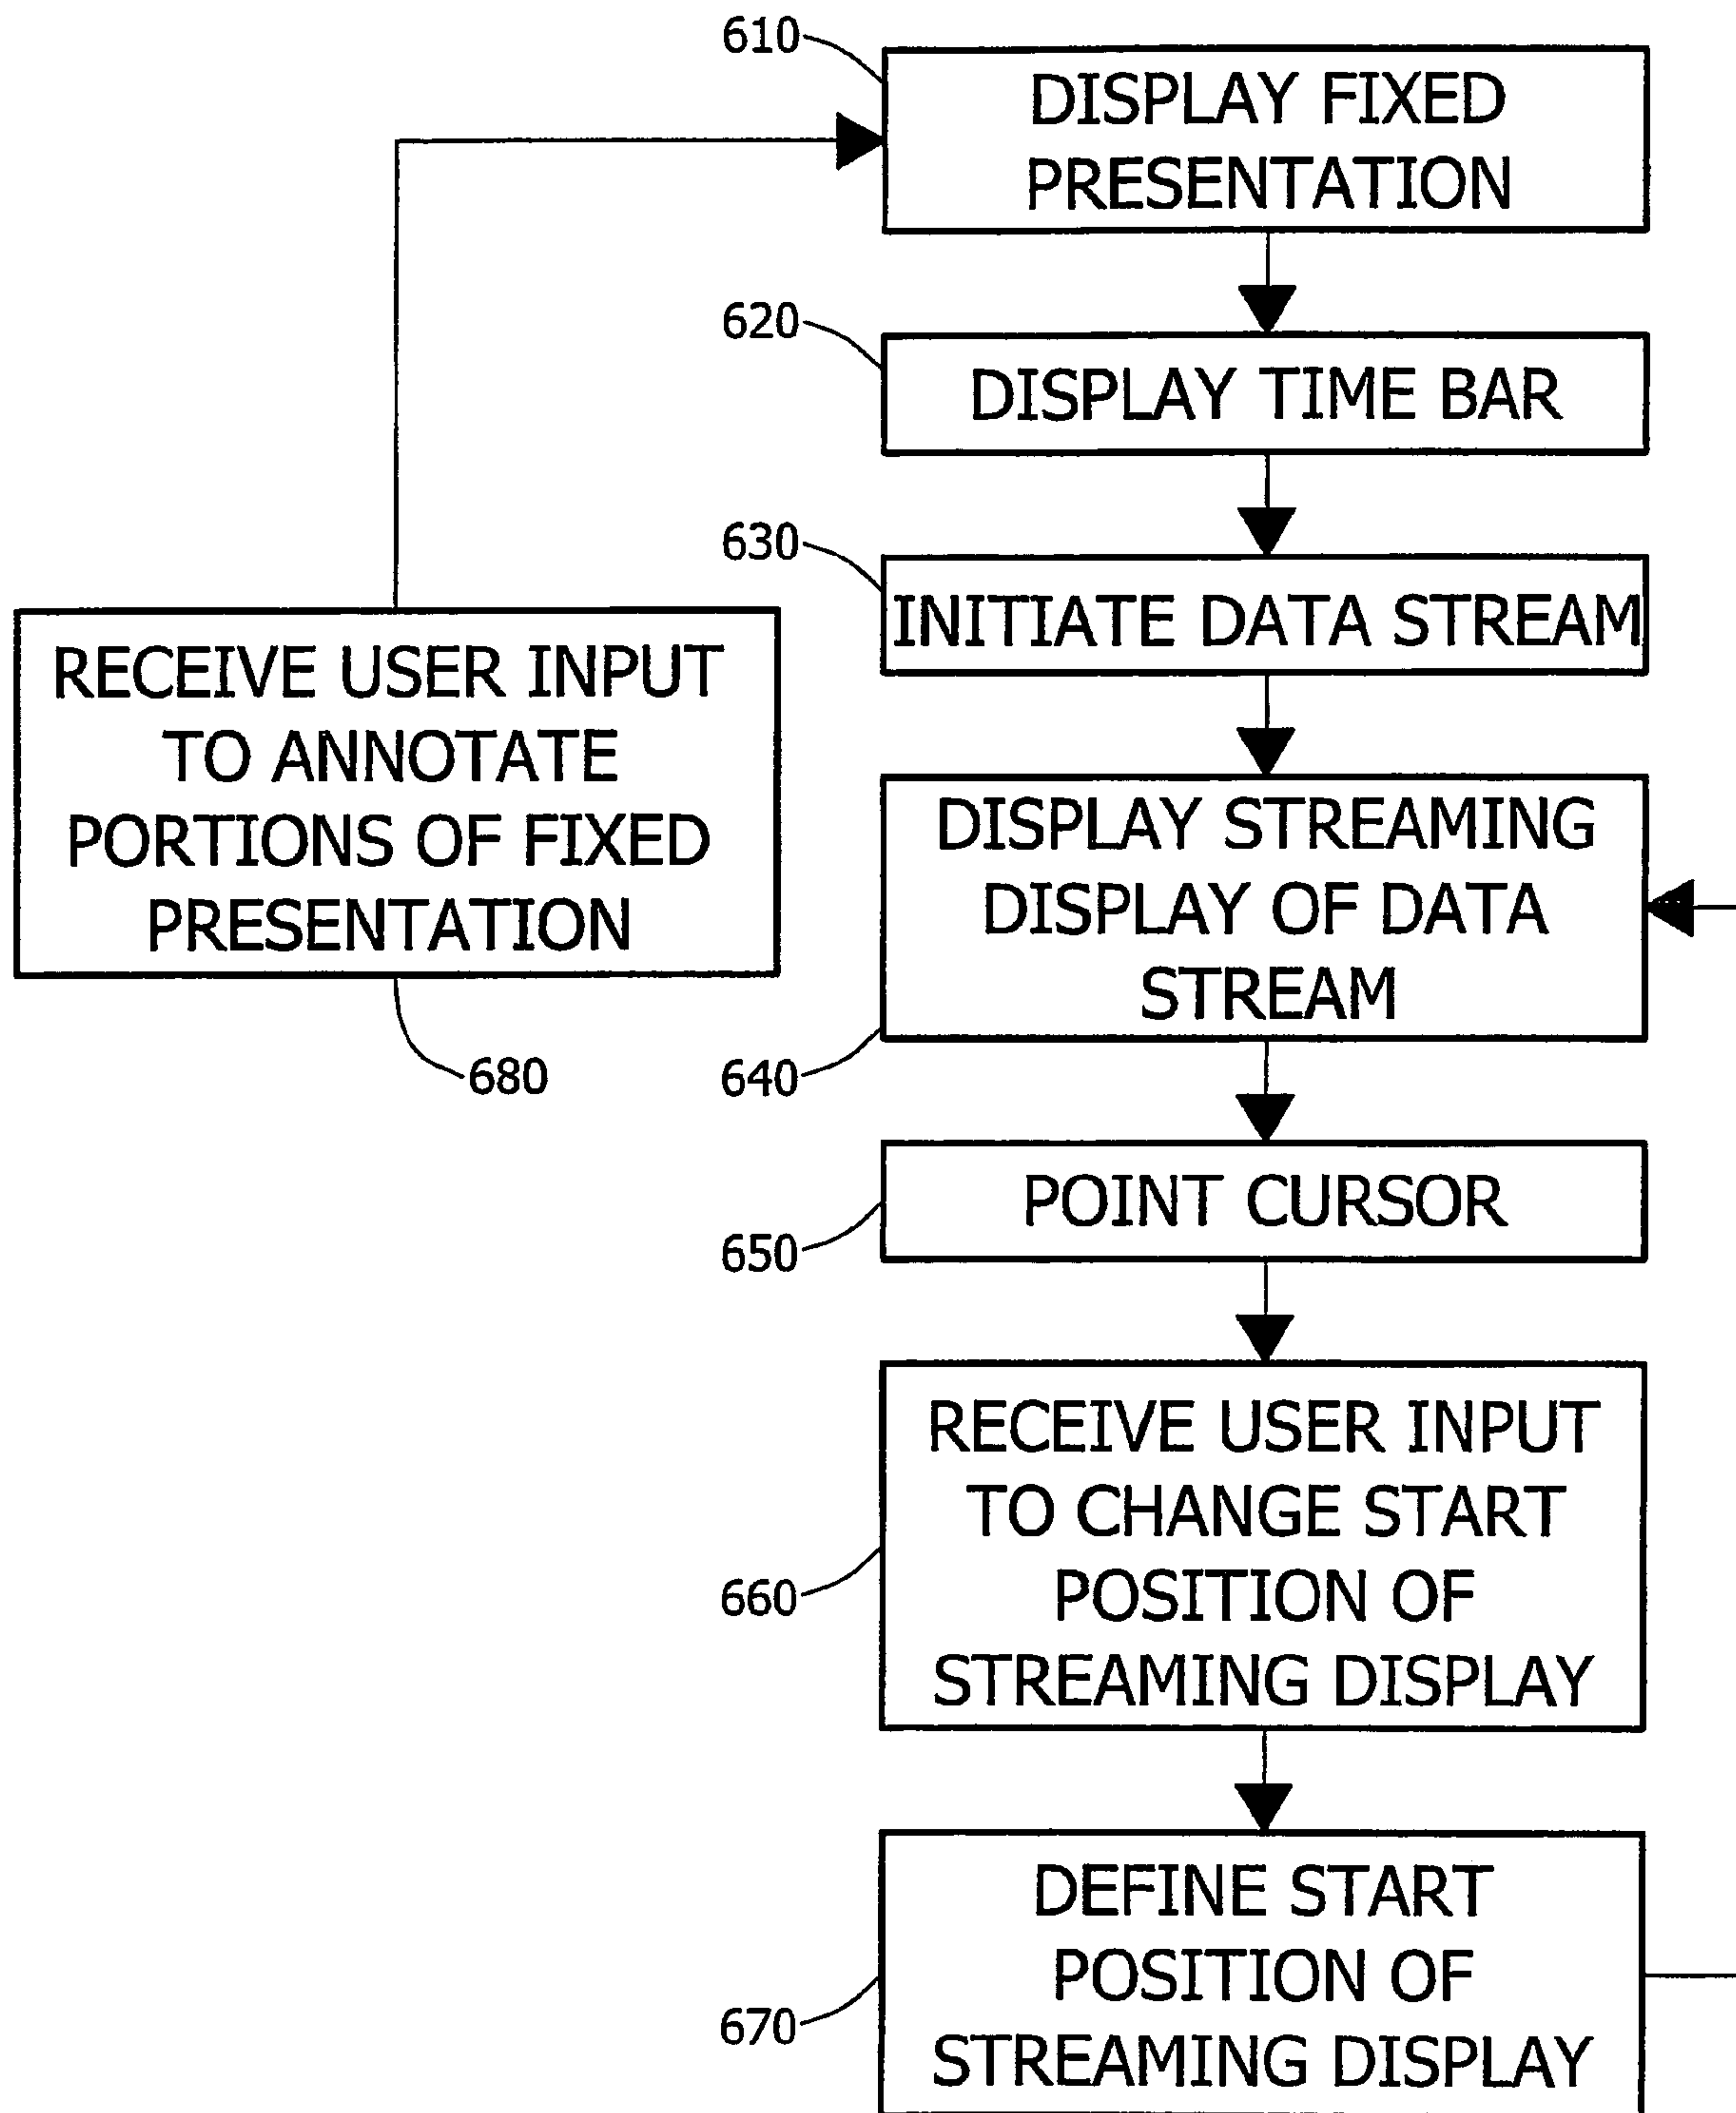 610
DISPLAY FIXED
PRESENTATION
620
DISPLAY TIME BAR
630
INITIATE DATA STREAM
RECEIVE USER INPUT
TO ANNOTATE
PORTIONS OF FIXED
PRESENTATION
680
DISPLAY STREAMING
DISPLAY OF DATA
STREAM
640
POINT CURSOR
650
RECEIVE USER INPUT
TO CHANGE START
POSITION OF
STREAMING DISPLAY
660
DEFINE START
POSITION OF
STREAMING DISPLAY
670